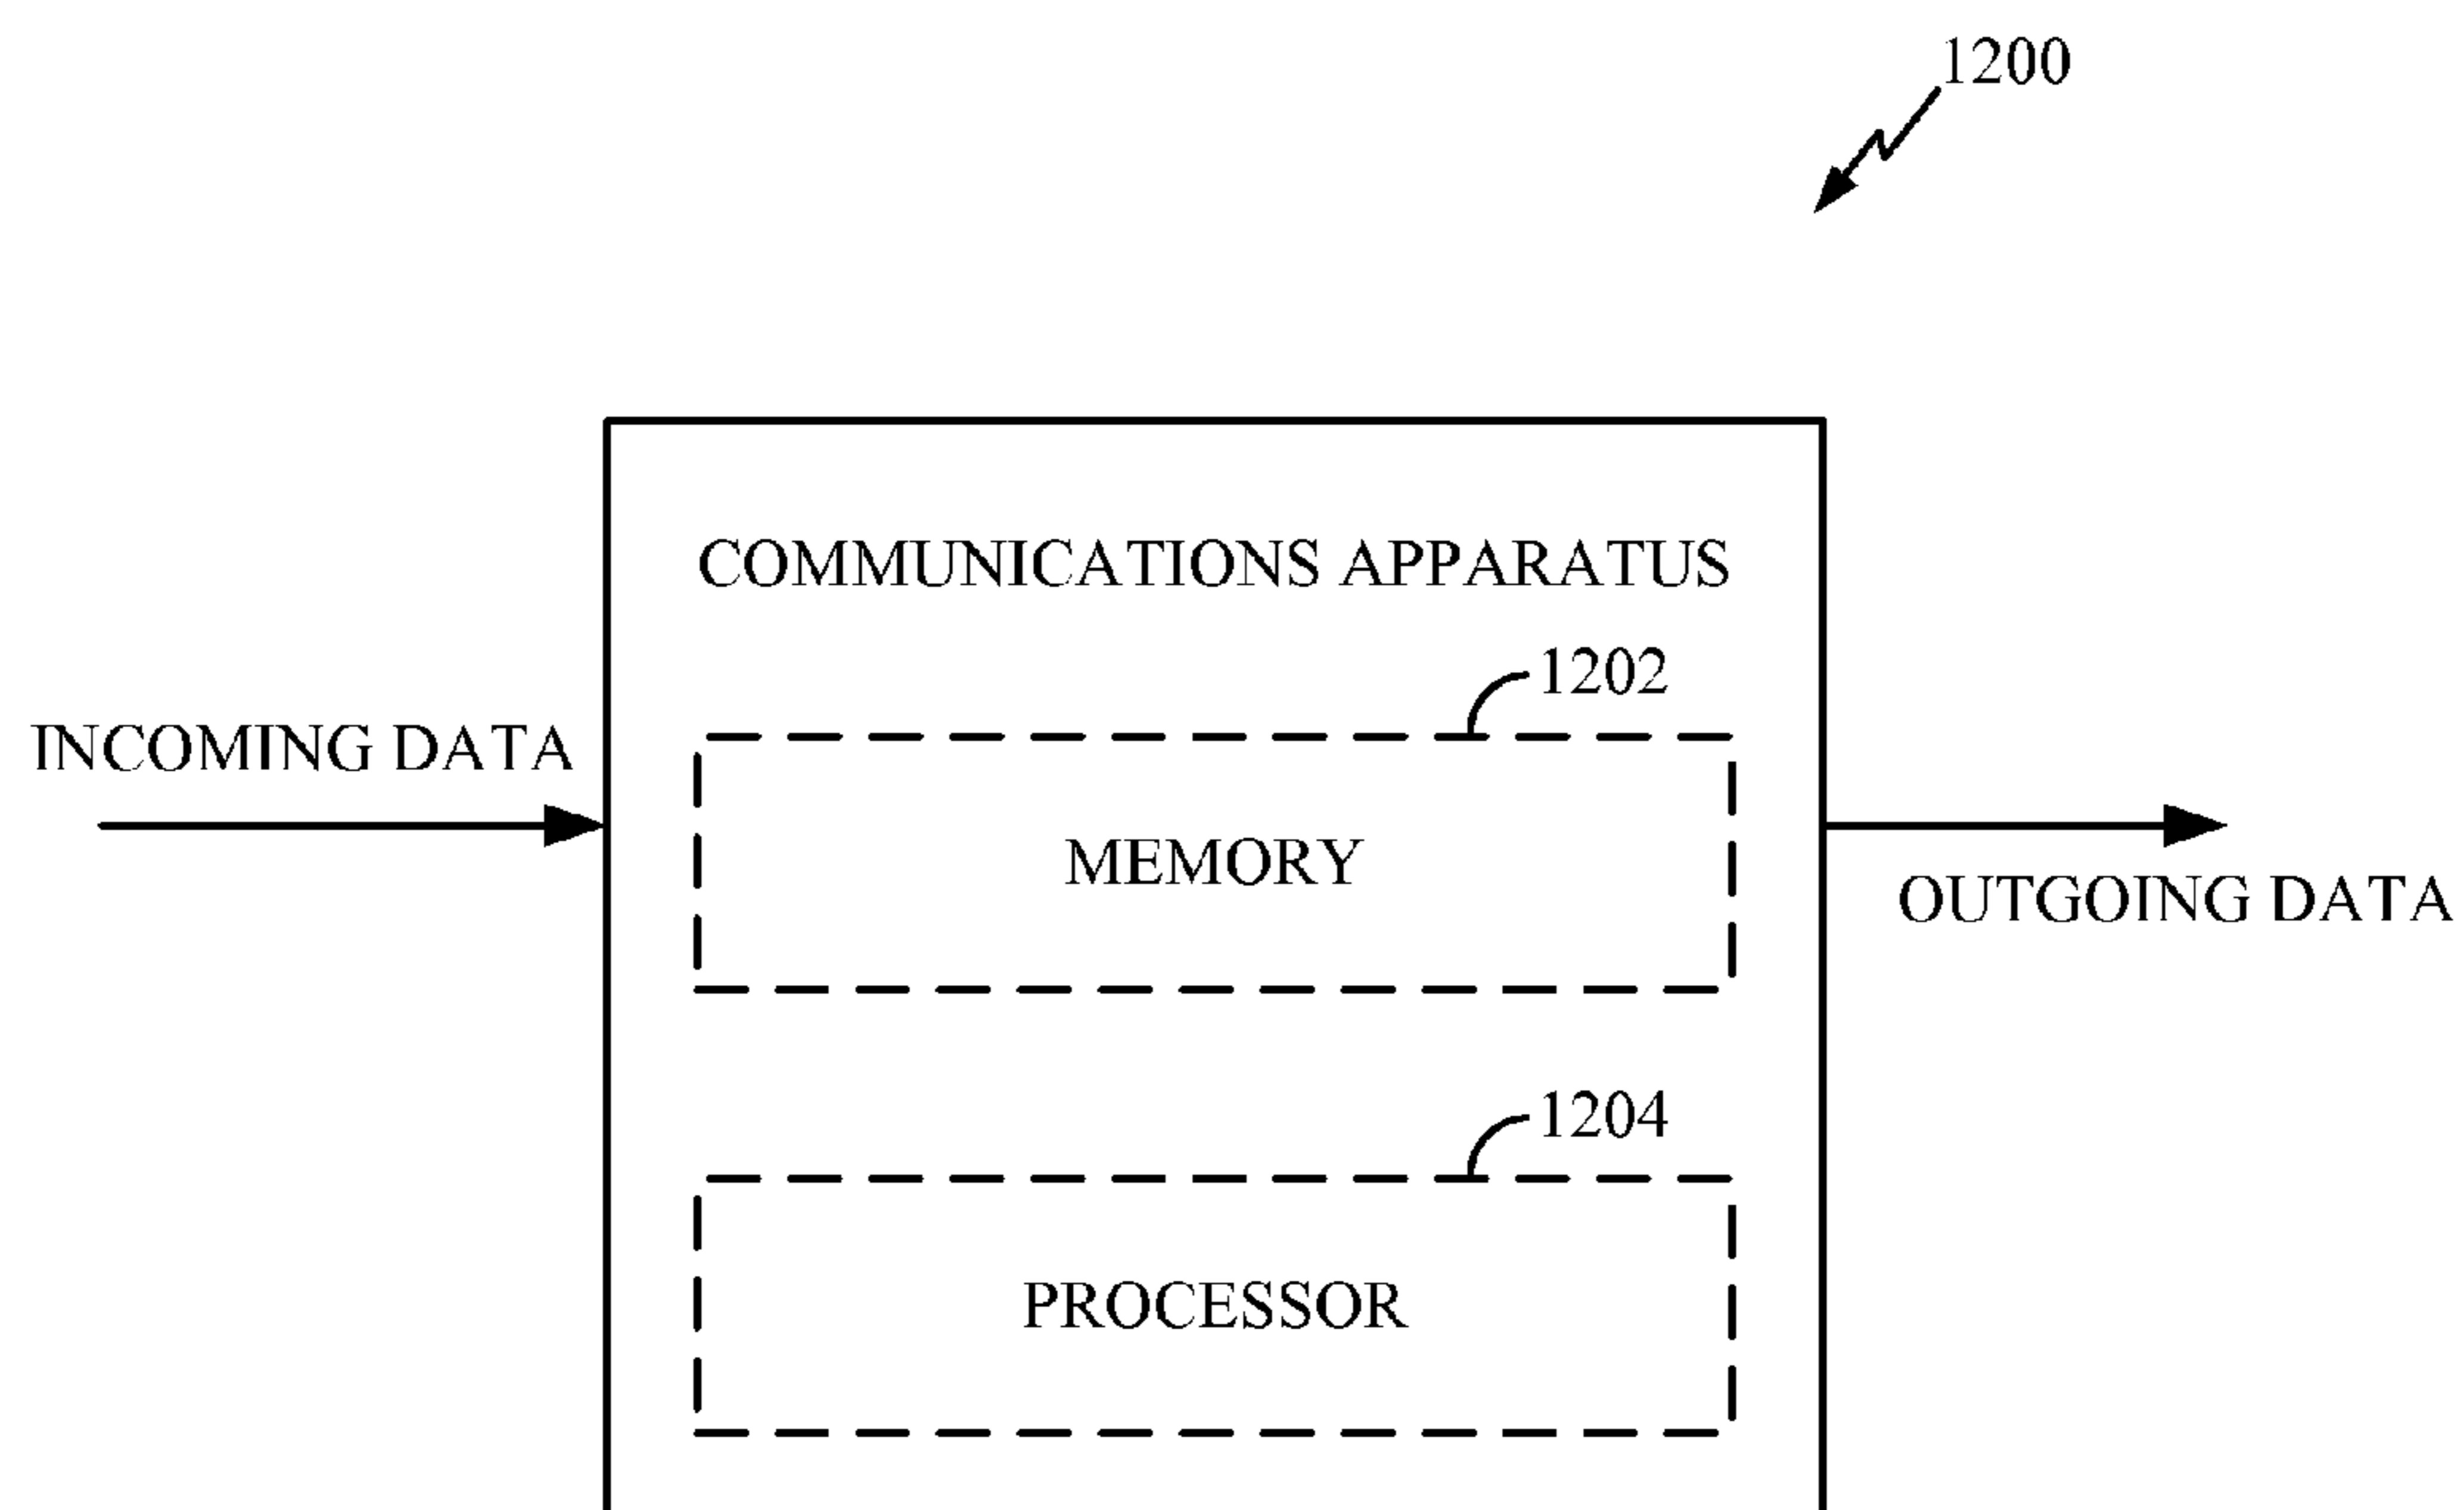 1200
COMMUNICATIONS APPARATUS
1202
INCOMING DATA
MEMORY
OUTGOING DATA
1204
PROCESSOR